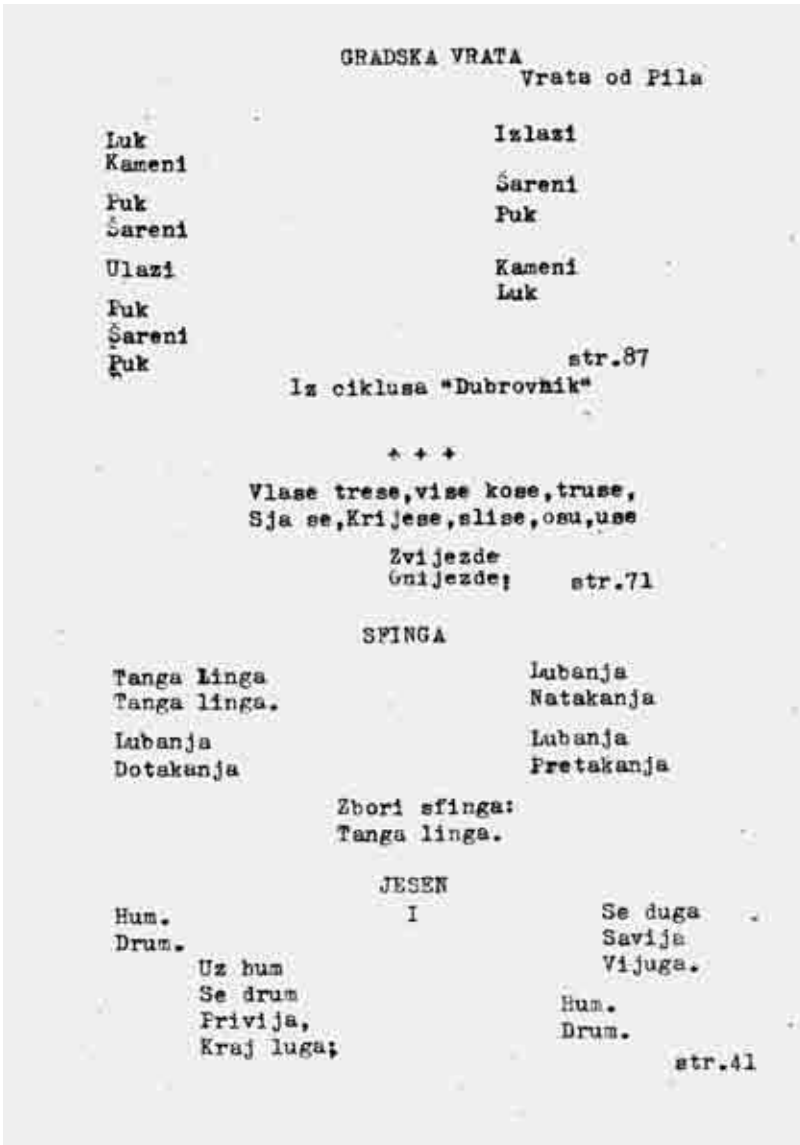 GRADSKA VRATA
Vrata od Pila
Luk
Kameni
Puk
Šareni
Ulazi
Puk
Šareni
Puk
Izlazi
Šareni
Puk
Kameni
Luk
str.87
Iz ciklusa "Dubrovnik"
+ + +
Vlase trese,vise kose,truse,
Sja se,Krijese,slise,osu,use
Zvijezde
Gnijezde;
str.71
SFINGA
Tanga Linga
Tanga linga.
Lubanja
Dotakanja
Lubanja
Natakanja
Lubanja
Pretakanja
Zbori sfinga:
Tanga linga.
JESEN
I
Hum.
Drum.
Uz hum
Se drum
Privija,
Kraj luga;
Se duga
Savija
Vijuga.
Hum.
Drum.
str.41